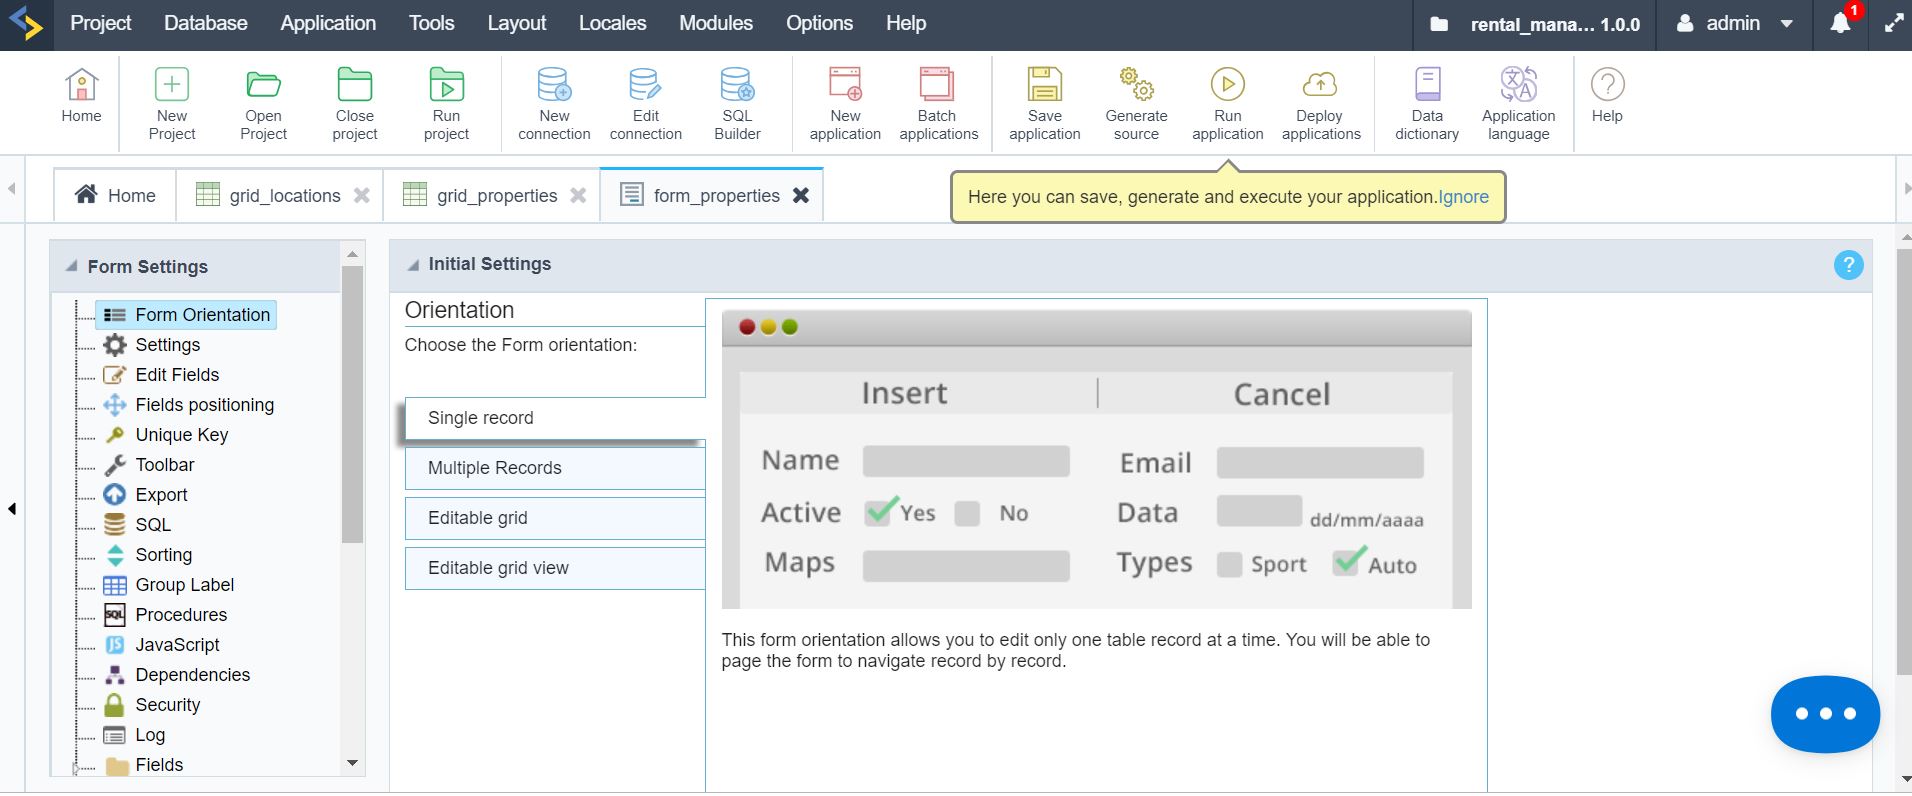 Project Database Application Tools Layout Locales Modules Options Help rental_mana... 1.0.0 admin 1
Home
New Project
Open Project
Close project
Run project
New connection
Edit connection
SQL Builder
New application
Batch applications
Save application
Generate source
Run application
Deploy applications
Data dictionary
Application language
Help
Home grid_locations grid_properties form_properties
Here you can save, generate and execute your application.Ignore
Form Settings
Form Orientation
Settings
Edit Fields
Fields positioning
Unique Key
Toolbar
Export
SQL
Sorting
Group Label
SQL Procedures
JS JavaScript
Dependencies
Security
Log
Fields
Initial Settings ?
Orientation
Choose the Form orientation:
Single record
Multiple Records
Editable grid
Editable grid view
Insert | Cancel
Name Email
Active Yes No Data dd/mm/aaaa
Maps Types Sport Auto
This form orientation allows you to edit only one table record at a time. You will be able to
page the form to navigate record by record.